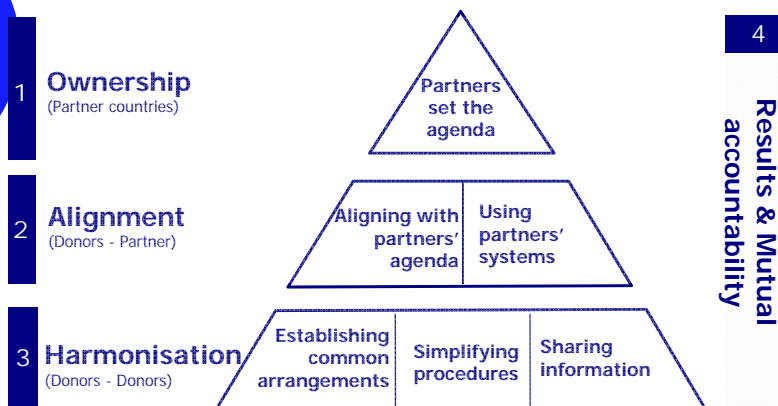 1
Ownership
(Partner countries)
Partners
set the
agenda
2
Alignment
(Donors - Partner)
Aligning with
partners'
agenda
Using
partners'
systems
3
Harmonisation
(Donors - Donors)
Establishing
common
arrangements
Simplifying
procedures
Sharing
information
4
Results & Mutual
accountability